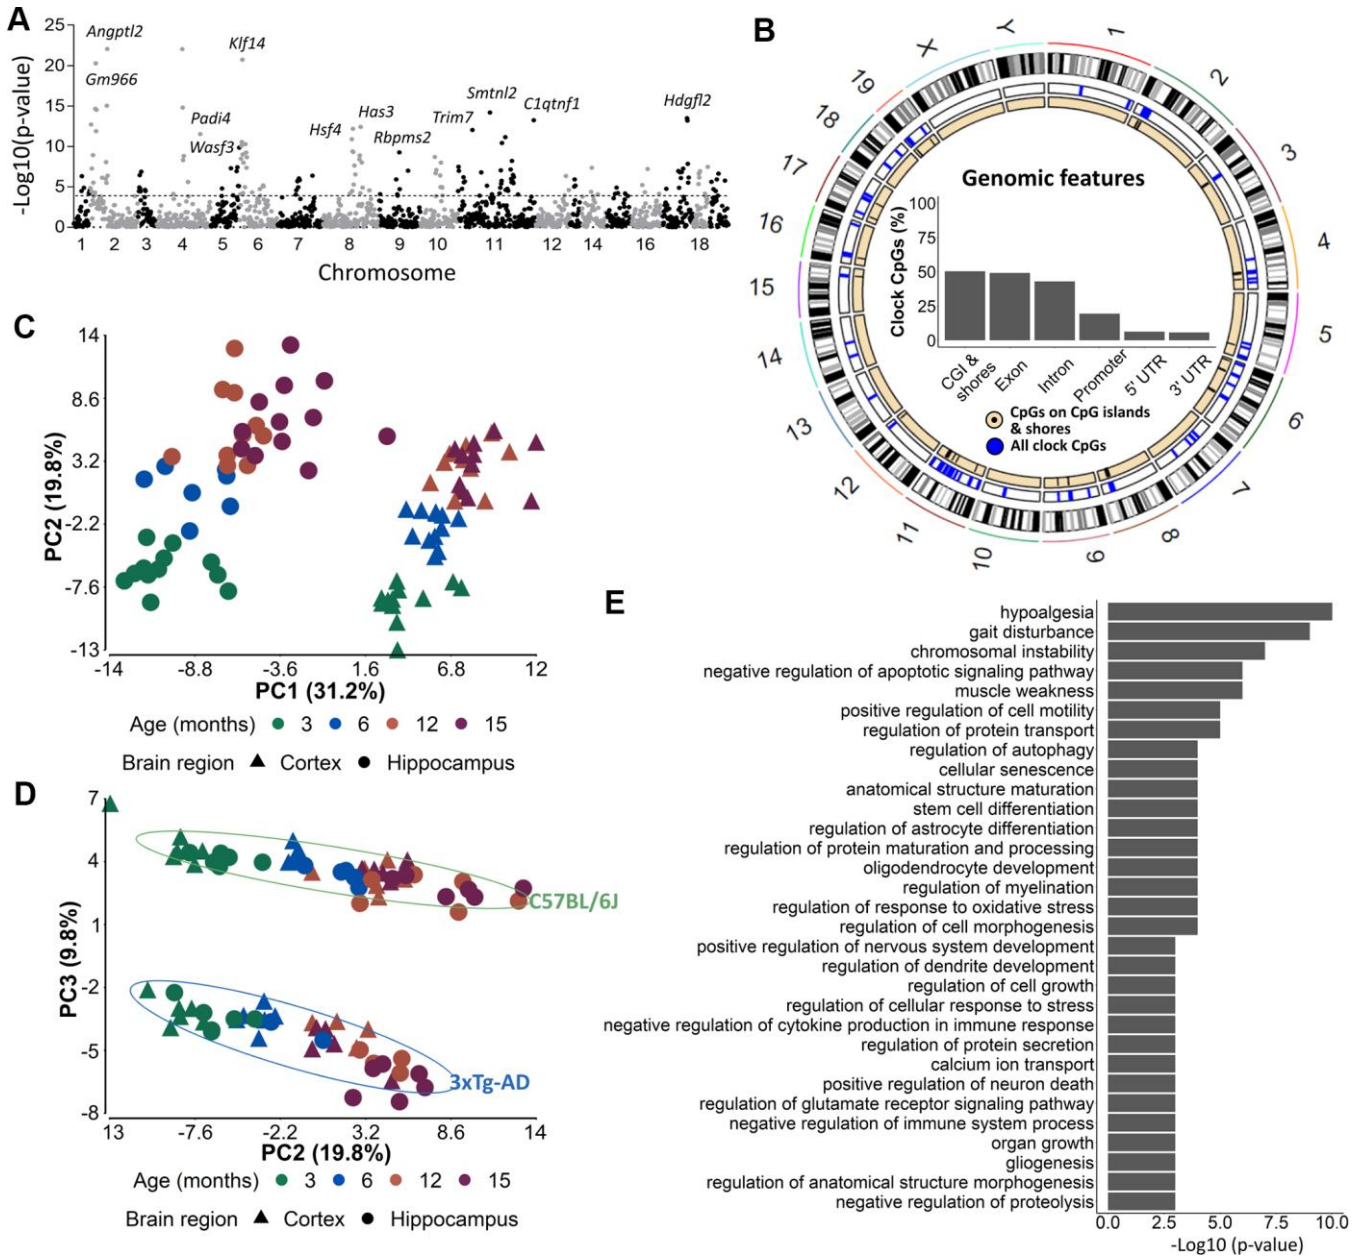 A
-Log10(p-value)
25
20
15
10
5
0
Angptl2
Gm966
Padi4
Wasf3
Klf14
Hsf4
Has3
Rbpms2
Trim7
Smtnl2
C1qtnf1
Hdgfl2
1 2 3 4 5 6 7 8 9 10 11 12 14 16 18
Chromosome
B
1
2
3
4
5
6
7
8
9
10
11
12
13
14
15
16
17
18
19
X
Y
Genomic features
Clock CpGs (%)
100
75
50
25
0
CGI & shores
Exon
Intron
Promoter
5' UTR
3' UTR
CpGs on CpG islands
& shores
All clock CpGs
C
PC2 (19.8%)
14
8.6
3.2
-2.2
-7.6
-13
-14 -8.8 -3.6 1.6 6.8 12
PC1 (31.2%)
Age (months) 3 6 12 15
Brain region Cortex Hippocampus
D
PC3 (9.8%)
7
4
1
-2
-5
-8
C57BL/6J
3xTg-AD
13 -7.6 -2.2 3.2 8.6 14
PC2 (19.8%)
Age (months) 3 6 12 15
Brain region Cortex Hippocampus
E
hypoalgesia
gait disturbance
chromosomal instability
negative regulation of apoptotic signaling pathway
muscle weakness
positive regulation of cell motility
regulation of protein transport
regulation of autophagy
cellular senescence
anatomical structure maturation
stem cell differentiation
regulation of astrocyte differentiation
regulation of protein maturation and processing
oligodendrocyte development
regulation of myelination
regulation of response to oxidative stress
regulation of cell morphogenesis
positive regulation of nervous system development
regulation of dendrite development
regulation of cell growth
regulation of cellular response to stress
negative regulation of cytokine production in immune response
regulation of protein secretion
calcium ion transport
positive regulation of neuron death
regulation of glutamate receptor signaling pathway
negative regulation of immune system process
organ growth
gliogenesis
regulation of anatomical structure morphogenesis
negative regulation of proteolysis
0.0 2.5 5.0 7.5 10.0
-Log10 (p-value)